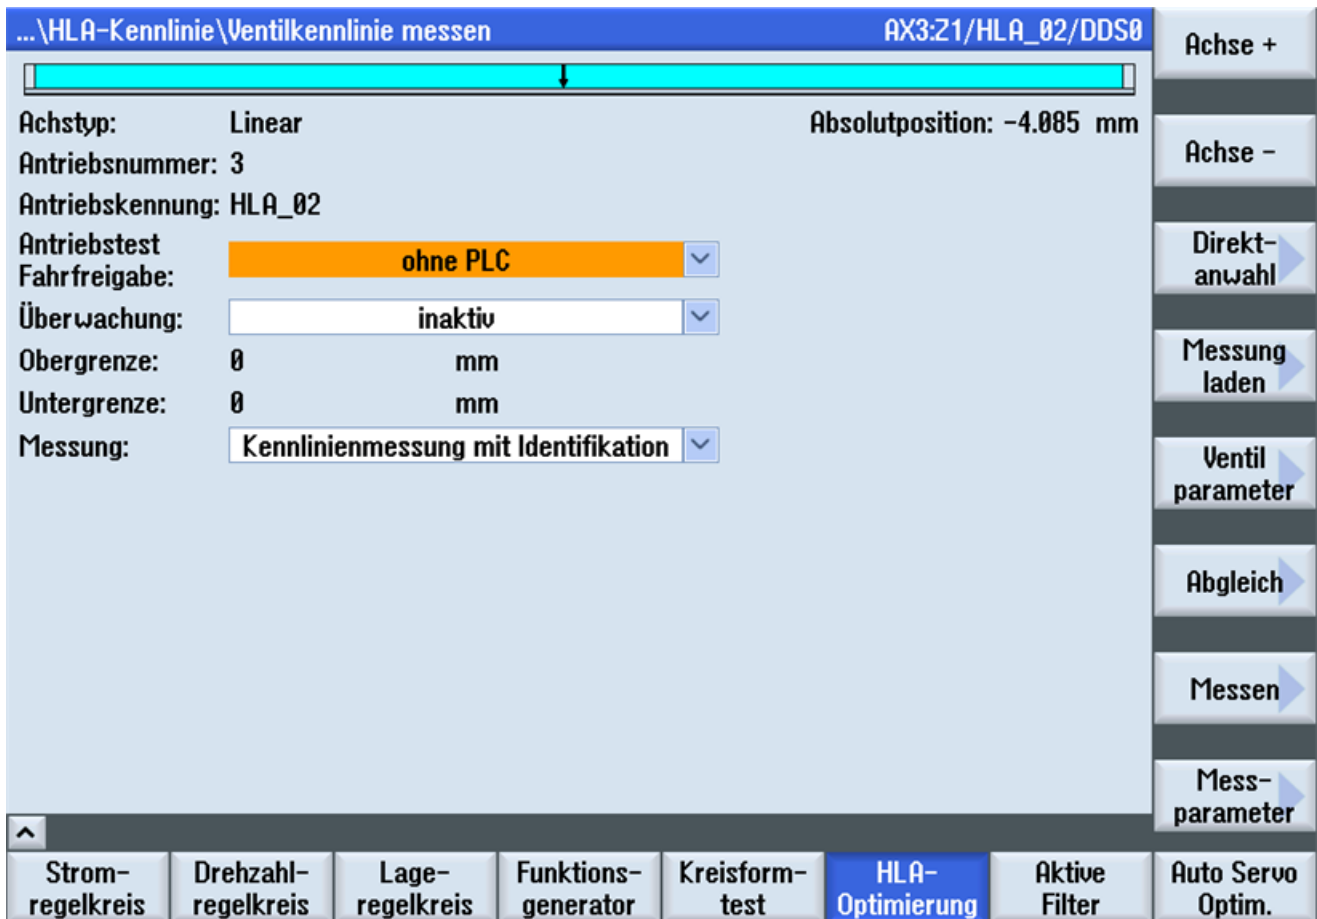 ...\HLA-Kennlinie\Ventilkennlinie messen AX3:Z1/HLA_02/DDS0
Achstyp: Linear Absolutposition: -4.085 mm
Antriebsnummer: 3
Antriebskennung: HLA_02
Antriebstest
Fahrfreigabe:
ohne PLC
Überwachung: inaktiv
Obergrenze: 0 mm
Untergrenze: 0 mm
Messung: Kennlinienmessung mit Identifikation
Achse +
Achse -
Direkt-
anwahl
Messung
laden
Ventil
parameter
Abgleich
Messen
Mess-
parameter
Strom-
regelkreis
Drehzahl-
regelkreis
Lage-
regelkreis
Funktions-
generator
Kreisform-
test
HLA-
Optimierung
Aktive
Filter
Auto Servo
Optim.